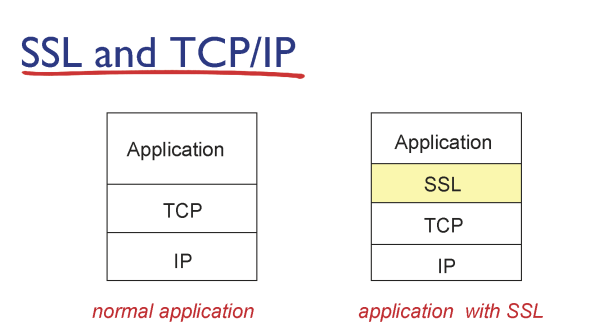 SSL and TCP/IP
Application
TCP
IP
normal application
Application
SSL
TCP
IP
application with SSL